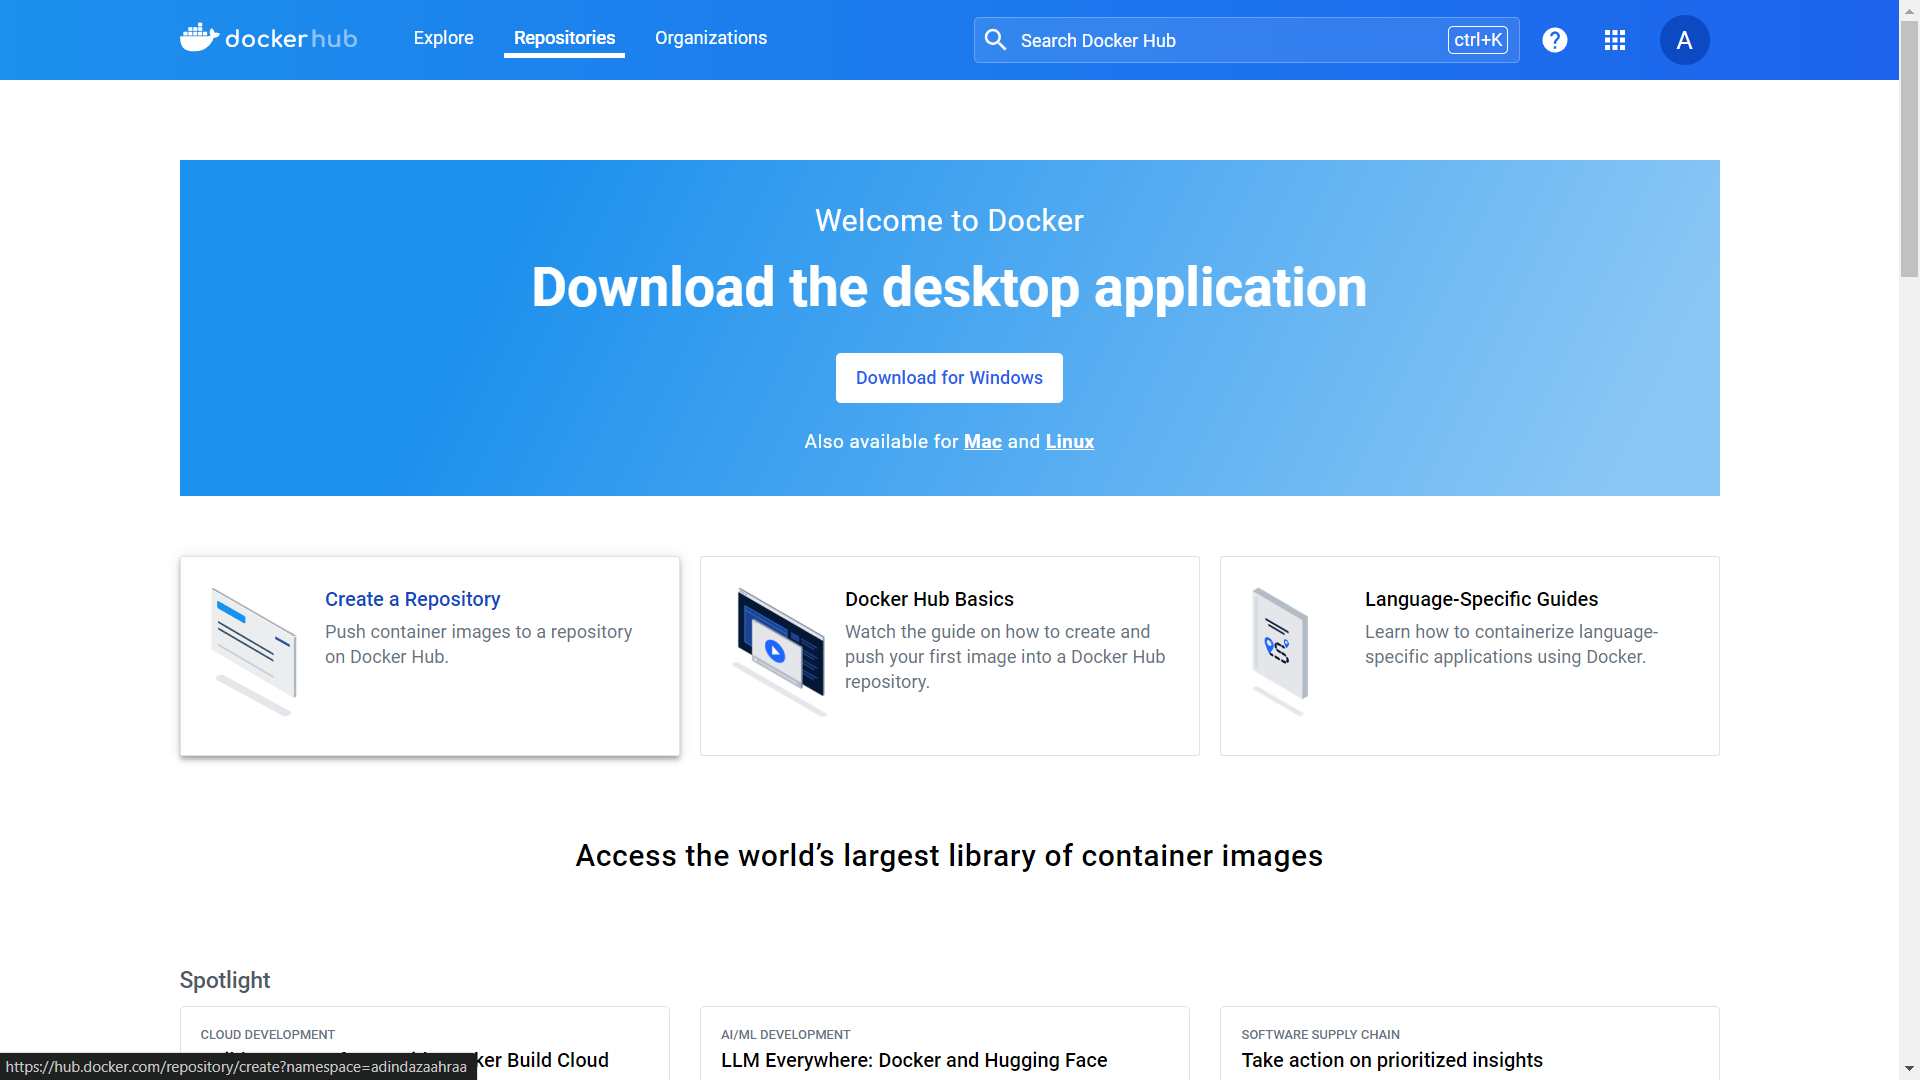 dockerhub
Explore
Repositories
Organizations
Search Docker Hub
ctrl+K
?
A
Welcome to Docker
Download the desktop application
Download for Windows
Also available for Mac and Linux
Create a Repository
Push container images to a repository
on Docker Hub.
Docker Hub Basics
Watch the guide on how to create and
push your first image into a Docker Hub
repository.
Language-Specific Guides
Learn how to containerize language-
specific applications using Docker.
Access the world’s largest library of container images
Spotlight
CLOUD DEVELOPMENT
Build Cloud
AI/ML DEVELOPMENT
LLM Everywhere: Docker and Hugging Face
SOFTWARE SUPPLY CHAIN
Take action on prioritized insights
https://hub.docker.com/repository/create?namespace=adindazaahraa